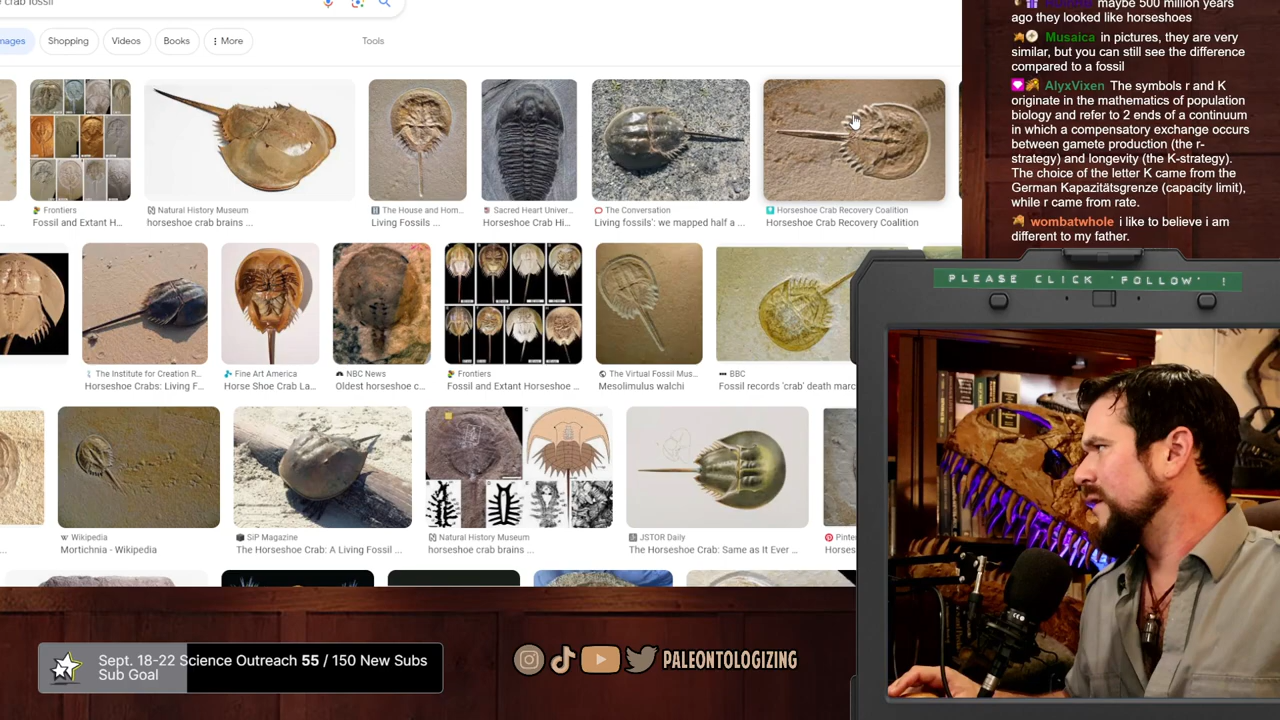 crab fossil
mages
Shopping
Videos
Books
More
Tools
Frontiers
Fossil and Extant H...
Natural History Museum
horseshoe crab brains ...
The House and Hom...
Living Fossils ...
Sacred Heart Univer...
Horseshoe Crab Hi...
The Conversation
Living fossils': we mapped half a ...
Horseshoe Crab Recovery Coalition
Horseshoe Crab Recovery Coalition
The Institute for Creation R...
Horseshoe Crabs: Living F...
Fine Art America
Horse Shoe Crab La...
NBC News
Oldest horseshoe c...
Frontiers
Fossil and Extant Horseshoe ...
The Virtual Fossil Mus...
Mesolimulus walchi
BBC
Fossil records 'crab' death marc
...
Wikipedia
Mortichnia - Wikipedia
SIP Magazine
The Horseshoe Crab: A Living Fossil ...
Natural History Museum
horseshoe crab brains ...
JSTOR Daily
The Horseshoe Crab: Same as It Ever ...
Pinte
Horses
maybe 500 million years
ago they looked like horseshoes
Musaica in pictures, they are very
similar, but you can still see the difference
compared to a fossil
AlyxVixen The symbols r and K
originate in the mathematics of population
biology and refer to 2 ends of a continuum
in which a compensatory exchange occurs
between gamete production (the r-
strategy) and longevity (the K-strategy).
The choice of the letter K came from the
German Kapazitätsgrenze (capacity limit),
while r came from rate.
wombatwhole i like to believe i am
different to my father.
PLEASE CLICK 'FOLLOW' !
Sept. 18-22 Science Outreach 55 / 150 New Subs
Sub Goal
PALEONTOLOGIZING